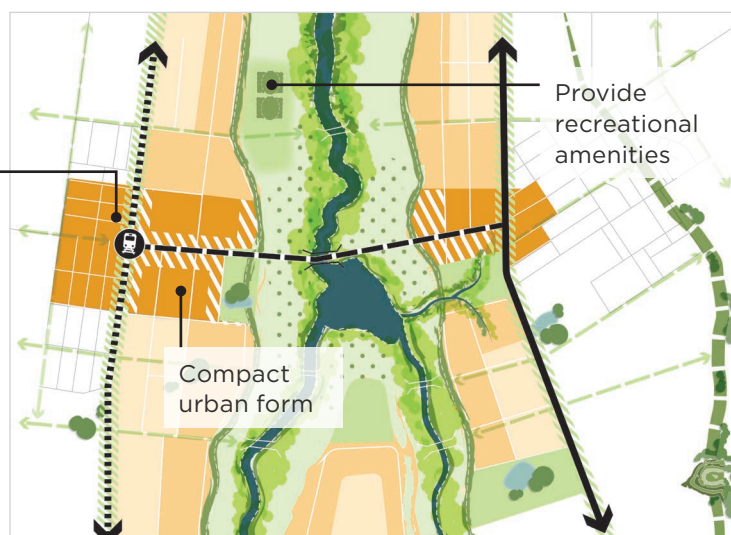 Provide
recreational
amenities
Compact
urban form